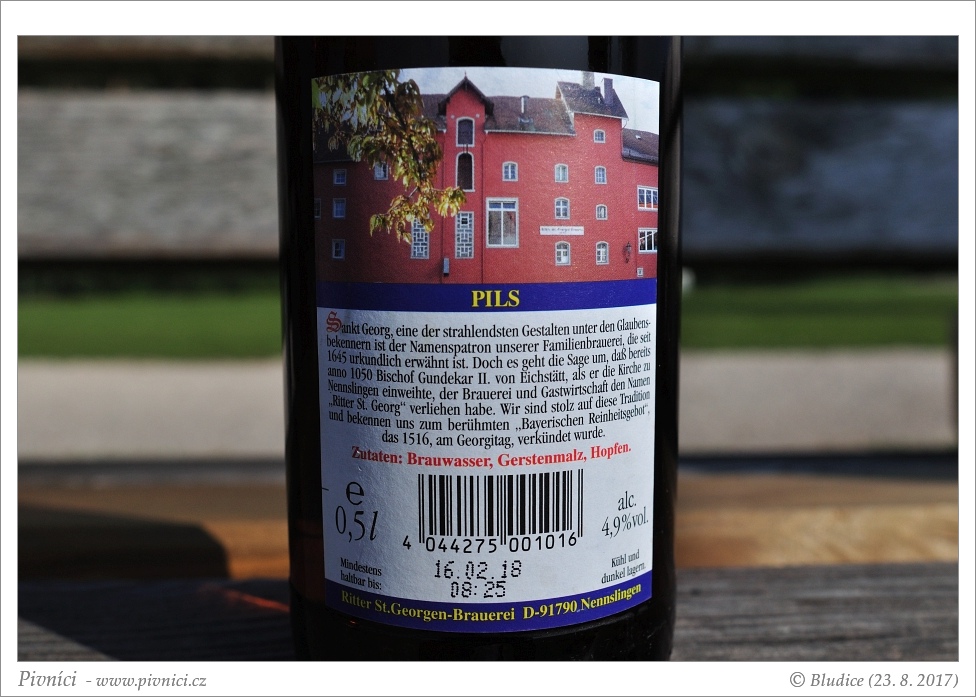 PILS
Sankt Georg, eine der strahlendsten Gestalten unter den Glaubens-
bekennern ist der Namenspatron unserer Familienbrauerei, die seit
1645 urkundlich erwähnt ist. Doch es geht die Sage um, daß bereits
anno 1050 Bischof Gundekar II. von Eichstätt, als er die Kirche zu
Nennslingen einweihte, der Brauerei und Gastwirtschaft den Namen
„Ritter St. Georg“ verliehen habe. Wir sind stolz auf diese Tradition
und bekennen uns zum berühmten „Bayerischen Reinheitsgebot“,
das 1516, am Georgitag, verkündet wurde.
Zutaten: Brauwasser, Gerstenmalz, Hopfen.
e
0,5l
alc.
4,9%vol.
4 044275 001016
Mindestens
haltbar bis:
16.02.18
08:25
Kühl und
dunkel lagern.
Ritter St.Georgen-Brauerei D-91790 Nennslingen
Pivníci - www.pivnici.cz
© Bludice (23. 8. 2017)